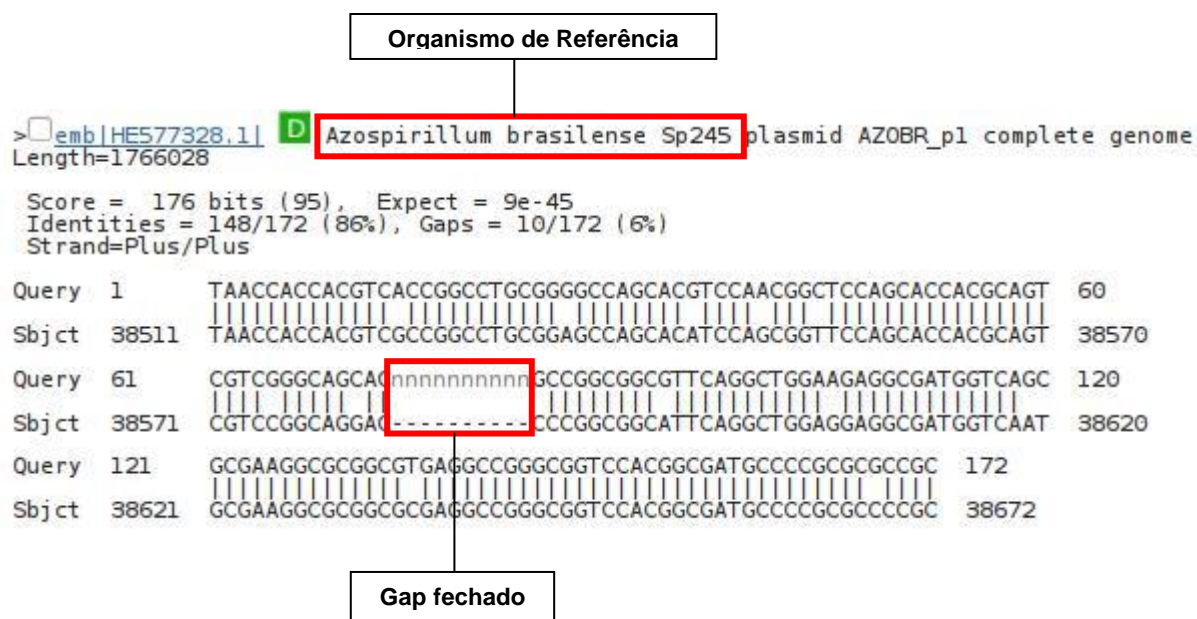 Organismo de Referência
>emb|HE577328.1| D Azospirillum brasilense Sp245 plasmid AZOBR_p1 complete genome
Length=1766028
Score = 176 bits (95), Expect = 9e-45
Identities = 148/172 (86%), Gaps = 10/172 (6%)
Strand=Plus/Plus
Query 1 TAACCACCACGTCACCGGCCTGCGGGGCCAGCACGTCCAACGGCTCCAGCACCACGCAGT 60
Sbjct 38511 TAACCACCACGTCGCCGGCCTGCGGAGCCAGCACATCCAGCGGTTCCAGCACCACGCAGT 38570
Query 61 CGTCGGGCAGCACnnnnnnnnnnGCCGGCGGCGTTCAGGCTGGAAGAGGCGATGGTCAGC 120
Sbjct 38571 CGTCCGGCAGGAC----------CCCGGCGGCATTCAGGCTGGAGGAGGCGATGGTCAAT 38620
Query 121 GCGAAGGCGCGGCGTGAGGCCGGGCGGTCCACGGCGATGCCCCGCGCGCCGC 172
Sbjct 38621 GCGAAGGCGCGGCGCGAGGCCGGGCGGTCCACGGCGATGCCCCGCGCCCCGC 38672
Gap fechado